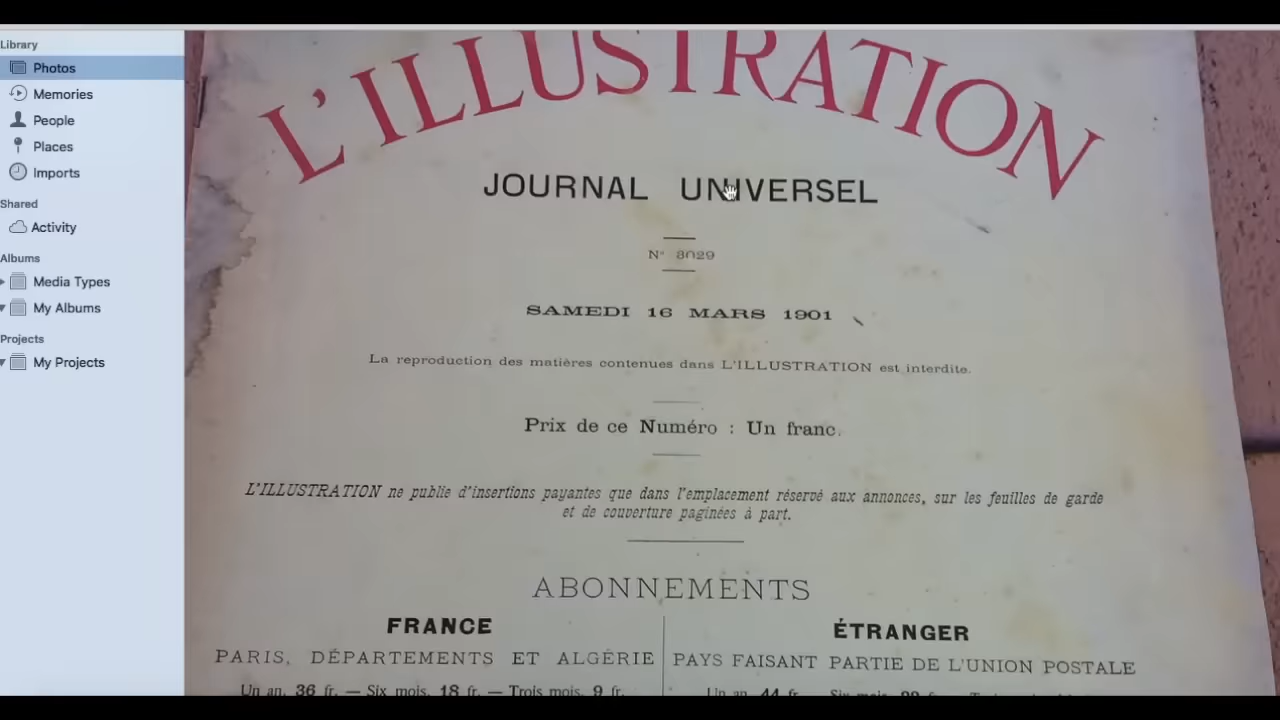 Library
Photos
Memories
People
Places
Imports
Shared
Activity
Albums
Media Types
My Albums
Projects
My Projects
L'ILLUSTRATION
JOURNAL UNIVERSEL
N° 3029
SAMEDI 16 MARS 1901
La reproduction des matières contenues dans L'ILLUSTRATION est interdite.
Prix de ce Numéro : Un franc.
L'ILLUSTRATION ne publie d'insertions payantes que dans l'emplacement réservé aux annonces, sur les feuilles de garde
et de couverture paginées à part.
ABONNEMENTS
FRANCE
PARIS, DÉPARTEMENTS ET ALGÉRIE
Un an, 36 fr. — Six mois, 18 fr. — Trois mois, 9 fr.
ÉTRANGER
PAYS FAISANT PARTIE DE L'UNION POSTALE
Un an, 44 fr.